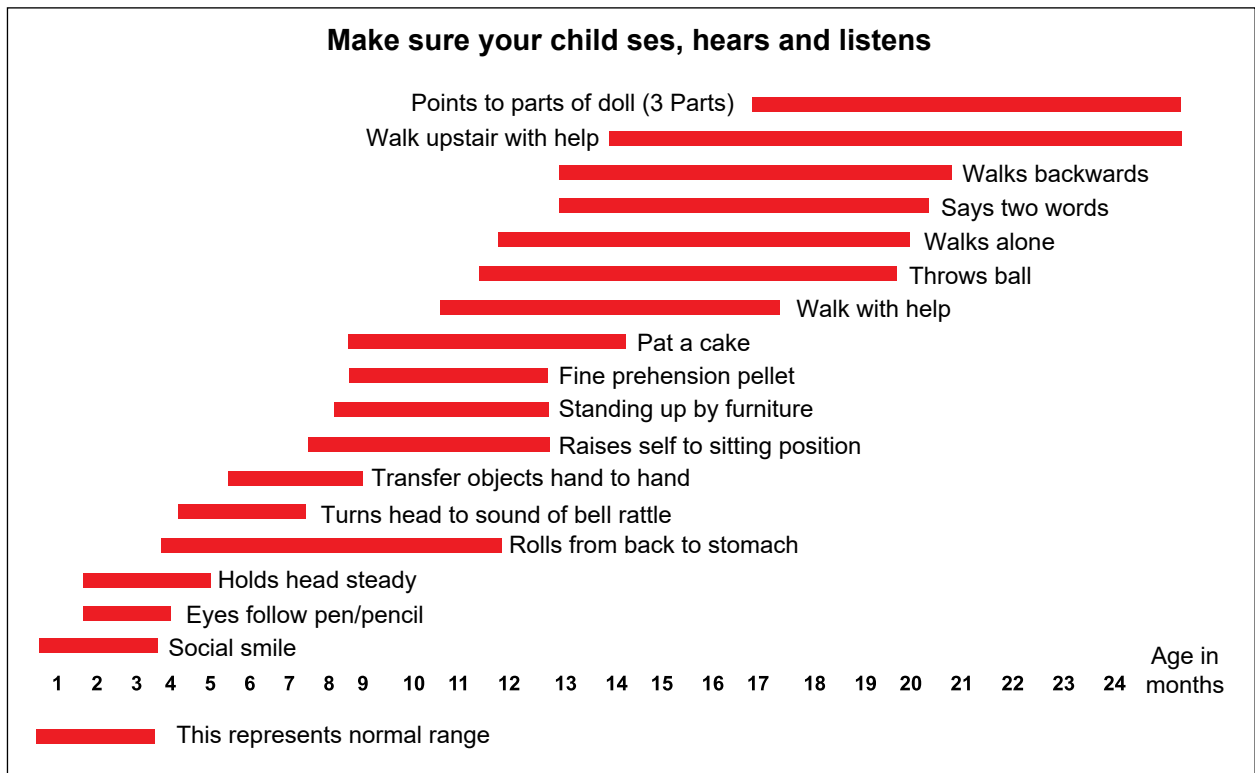 Make sure your child ses, hears and listens
Points to parts of doll (3 Parts)
Walk upstair with help
Walks backwards
Says two words
Walks alone
Throws ball
Walk with help
Pat a cake
Fine prehension pellet
Standing up by furniture
Raises self to sitting position
Transfer objects hand to hand
Turns head to sound of bell rattle
Rolls from back to stomach
Holds head steady
Eyes follow pen/pencil
Social smile
1 2 3 4 5 6 7 8 9 10 11 12 13 14 15 16 17 18 19 20 21 22 23 24
Age in
months
This represents normal range